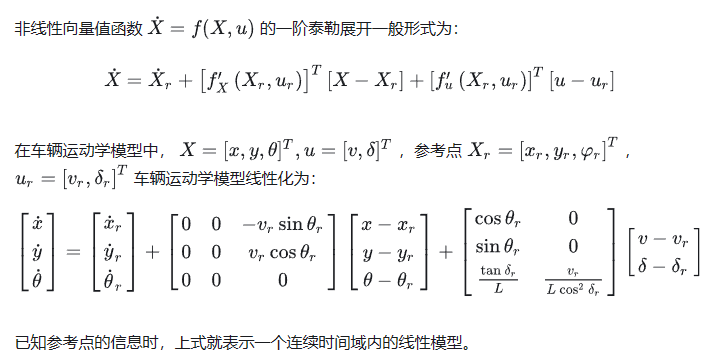 非线性向量值函数 $\dot{X} = f(X, u)$ 的一阶泰勒展开一般形式为：
$$\dot{X} = \dot{X}_r + \left[f'_X (X_r, u_r)\right]^T [X - X_r] + \left[f'_u (X_r, u_r)\right]^T [u - u_r]$$
在车辆运动学模型中， $X = [x, y, \theta]^T, u = [v, \delta]^T$ ，参考点 $X_r = [x_r, y_r, \varphi_r]^T$ ，
$u_r = [v_r, \delta_r]^T$ 车辆运动学模型线性化为：
$$\begin{bmatrix} \dot{x} \\ \dot{y} \\ \dot{\theta} \end{bmatrix} = \begin{bmatrix} \dot{x}_r \\ \dot{y}_r \\ \dot{\theta}_r \end{bmatrix} + \begin{bmatrix} 0 & 0 & -v_r \sin \theta_r \\ 0 & 0 & v_r \cos \theta_r \\ 0 & 0 & 0 \end{bmatrix} \begin{bmatrix} x - x_r \\ y - y_r \\ \theta - \theta_r \end{bmatrix} + \begin{bmatrix} \cos \theta_r & 0 \\ \sin \theta_r & 0 \\ \frac{\tan \delta_r}{L} & \frac{v_r}{L \cos^2 \delta_r} \end{bmatrix} \begin{bmatrix} v - v_r \\ \delta - \delta_r \end{bmatrix}$$
已知参考点的信息时，上式就表示一个连续时间域内的线性模型。